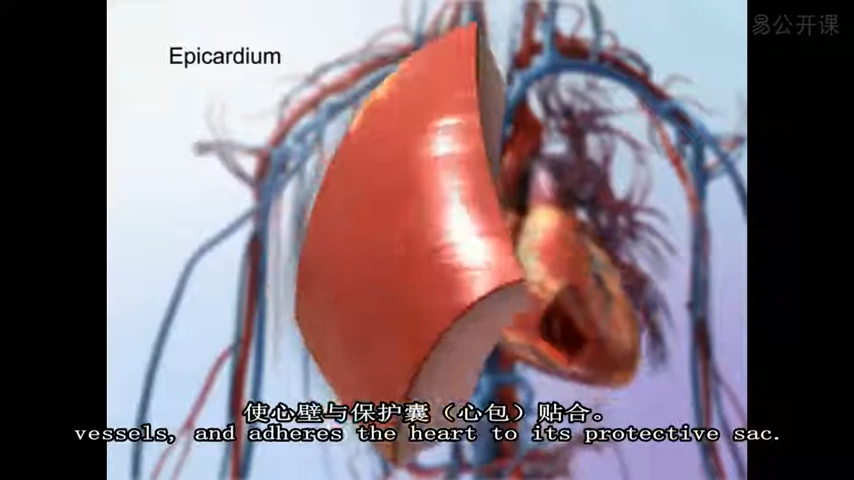 易公开课
Epicardium
使心壁与保护囊（心包）贴合。
vessels, and adheres the heart to its protective sac.